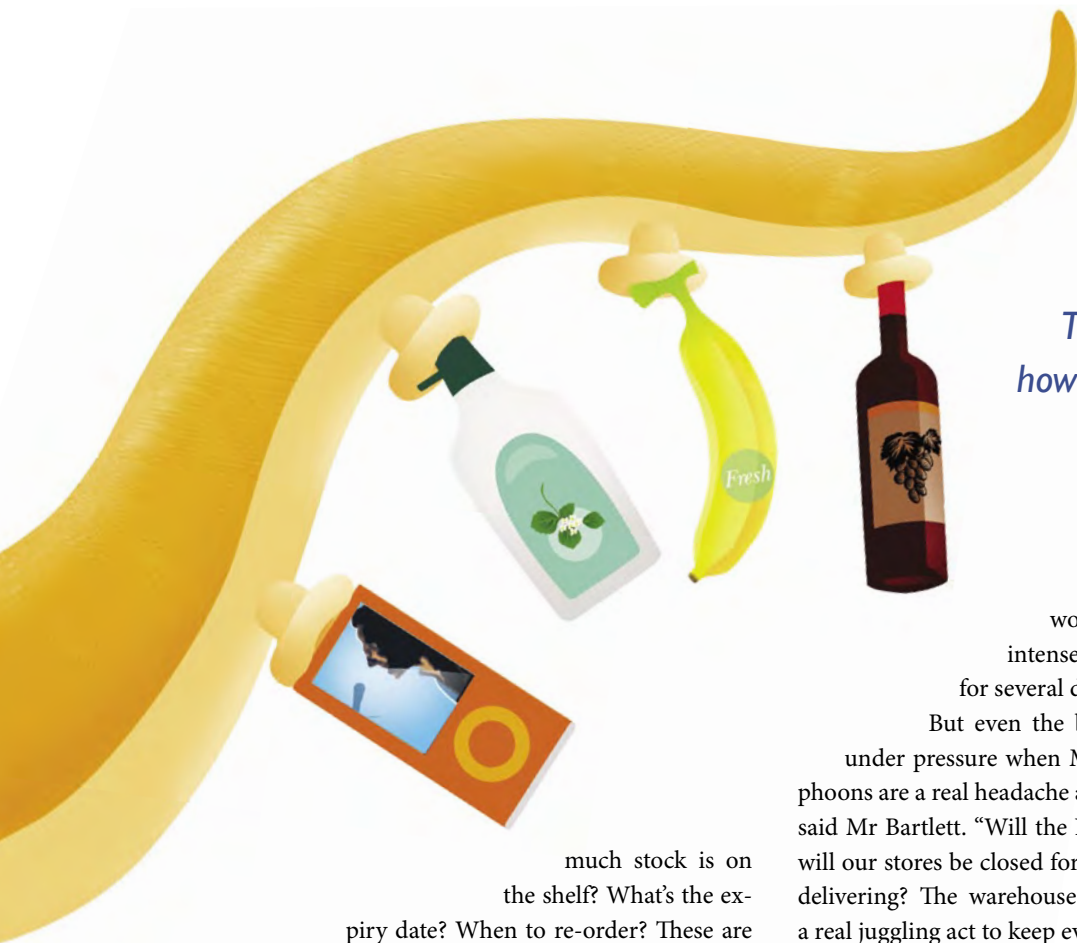 T
how
Fresh
much stock is on
the shelf? What's the ex-
piry date? When to re-order? These are
wo
intense
for several d
But even the b
under pressure when M
phoons are a real headache a
said Mr Bartlett. “Will the
will our stores be closed for
delivering? The warehouse
a real juggling act to keep ev